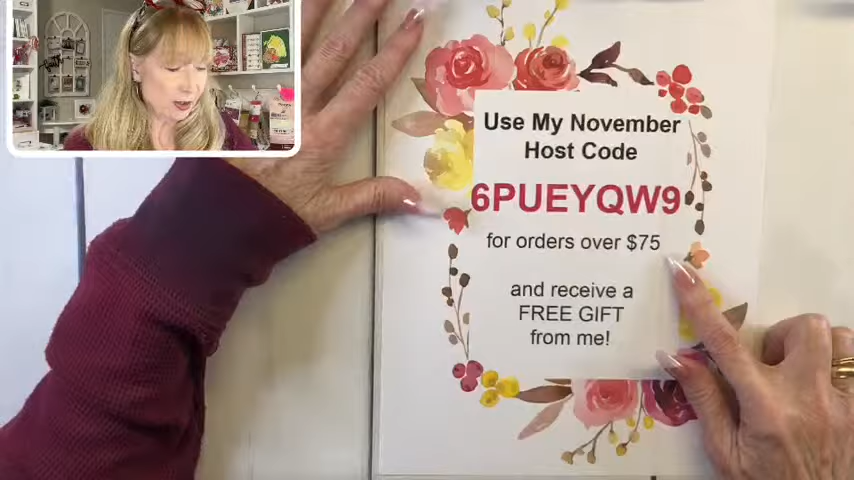 Use My November
Host Code
6PUEYQW9
for orders over $75
and receive a
FREE GIFT
from me!